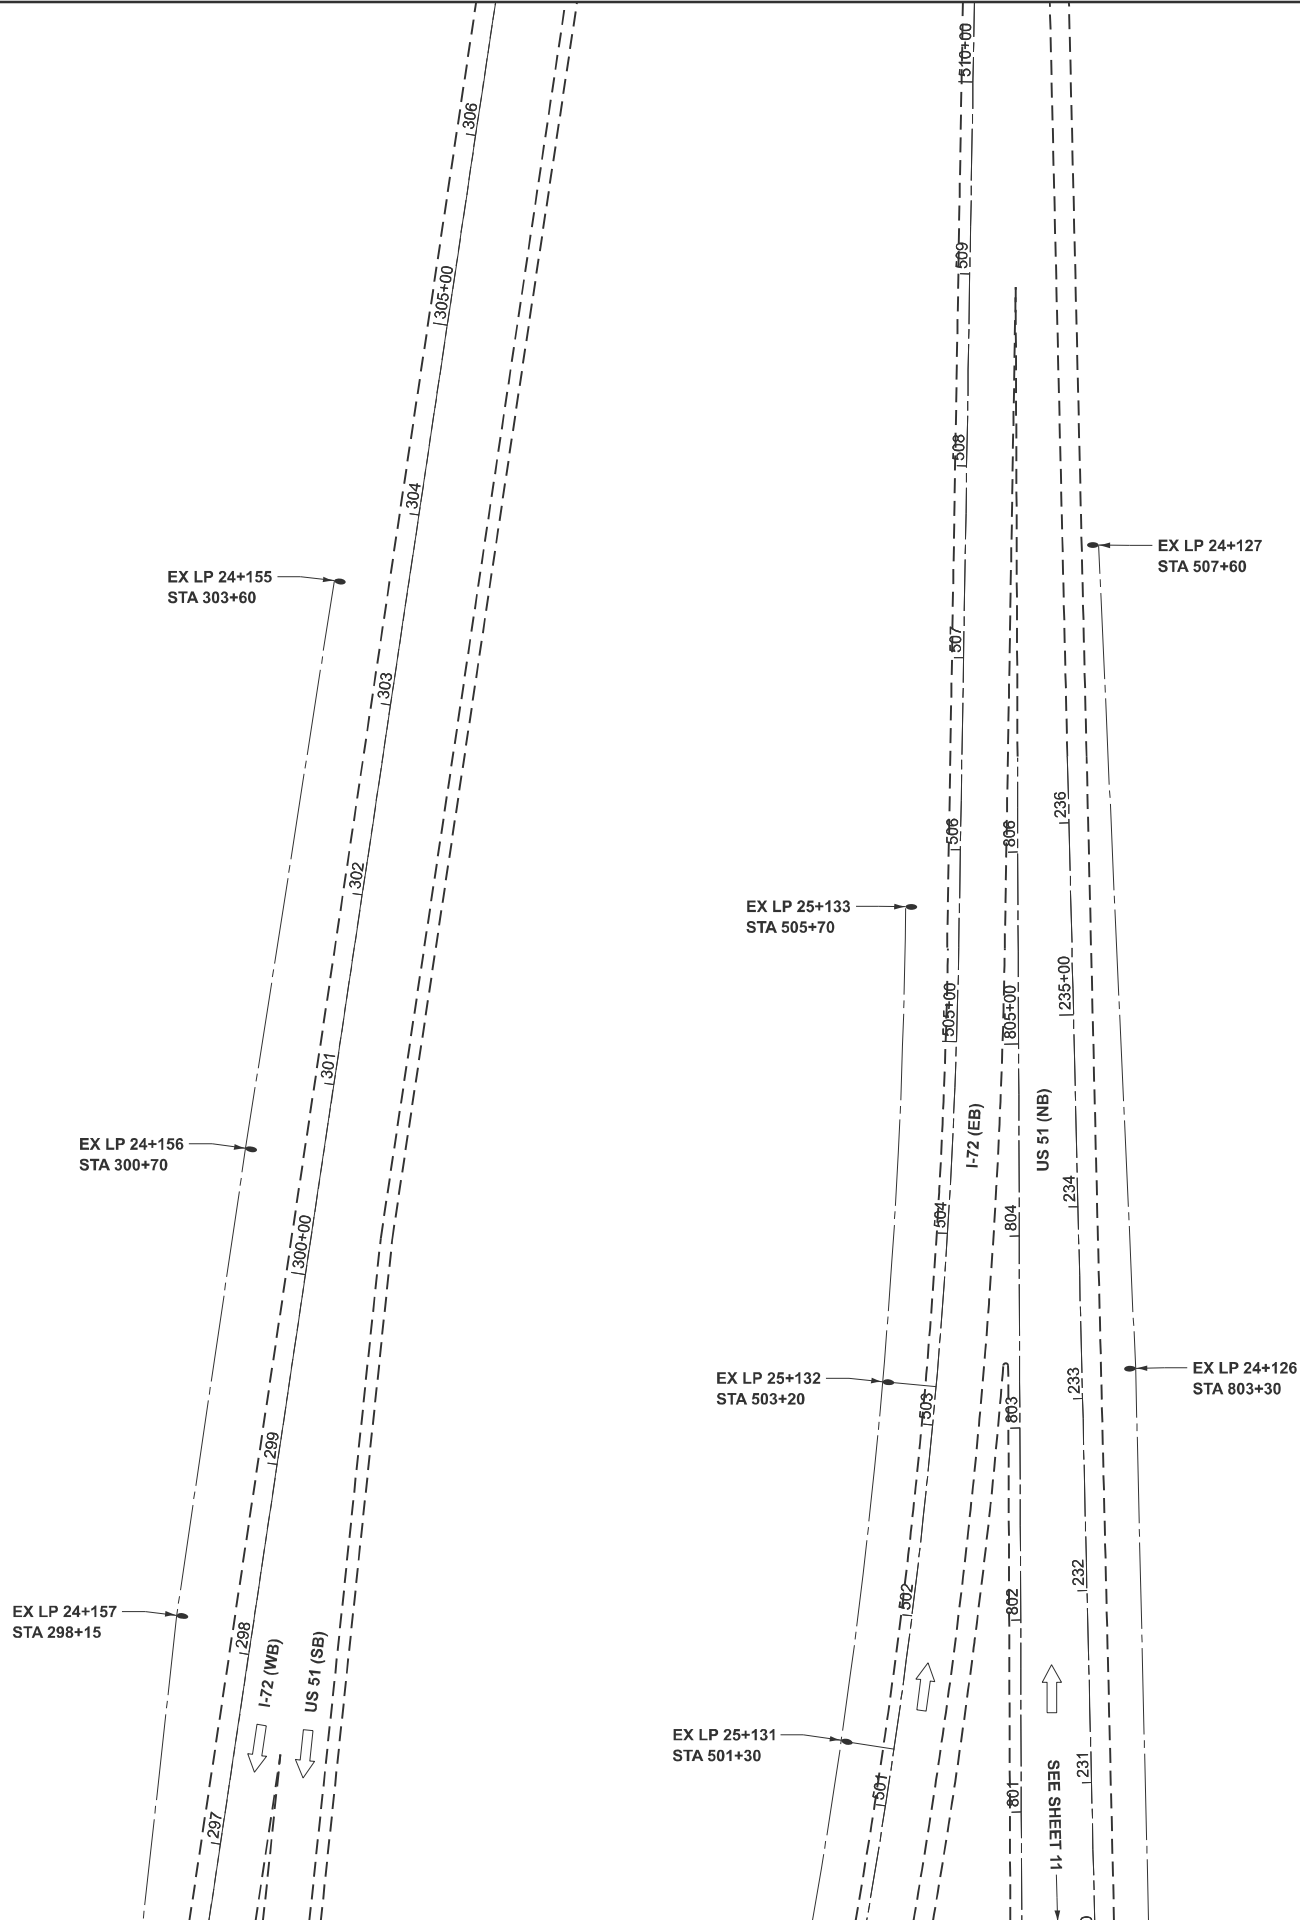 306
305+00
304
303
302
301
300+00
299
298
297
EX LP 24+155
STA 303+60
EX LP 24+156
STA 300+70
EX LP 24+157
STA 298+15
I-72 (WB)
US 51 (SB)
510+00
509
508
507
506
505+00
504
503
502
501
EX LP 25+133
STA 505+70
EX LP 25+132
STA 503+20
EX LP 25+131
STA 501+30
I-72 (EB)
806
805+00
804
803
802
801
US 51 (NB)
236
235+00
234
233
232
231
SEE SHEET 11
EX LP 24+127
STA 507+60
EX LP 24+126
STA 803+30